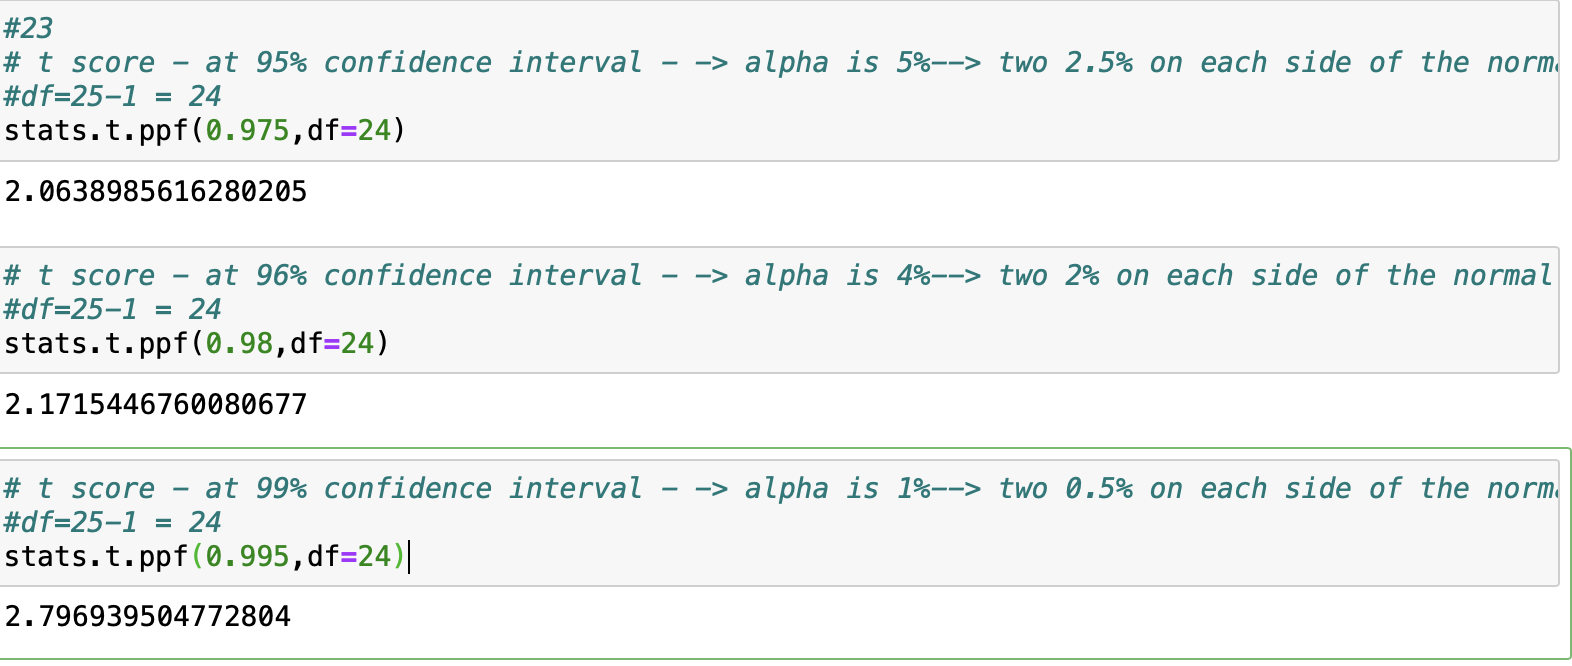 #23
# t score - at 95% confidence interval - -> alpha is 5%--> two 2.5% on each side of the
#df=25-1 = 24
stats.t.ppf(0.975,df=24)
2.0638985616280205
# t score - at 96% confidence interval - -> alpha is 4%--> two 2% on each side of the normal
#df=25-1 = 24
stats.t.ppf(0.98,df=24)
2.1715446760080677
# t score - at 99% confidence interval - -> alpha is 1%--> two 0.5% on each side of the
#df=25-1 = 24
stats.t.ppf(0.995,df=24)
2.796939504772804